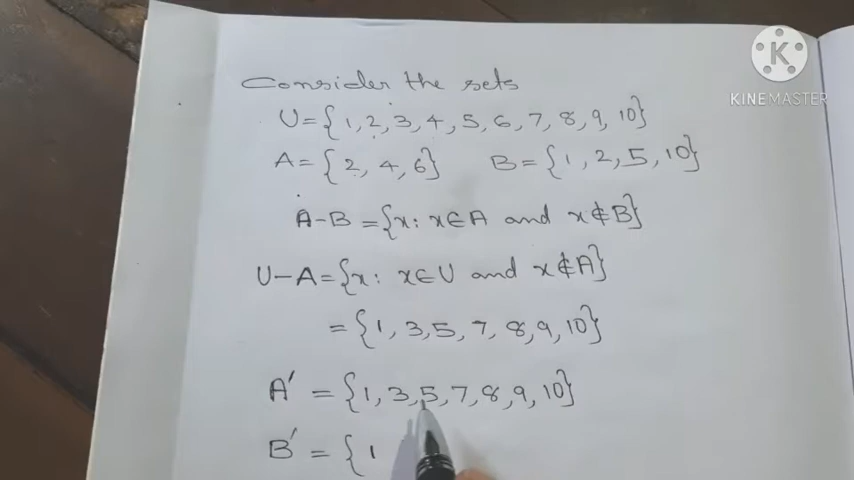 Consider the sets
U={1,2,3,4,5,6,7,8,9,10}
A={2,4,6} B={1,2,5,10}
A-B={x: x∈A and x∉B}
U-A={x: x∈U and x∉A}
={1,3,5,7,8,9,10}
A′={1,3,5,7,8,9,10}
B′={1
K
KINEMASTER